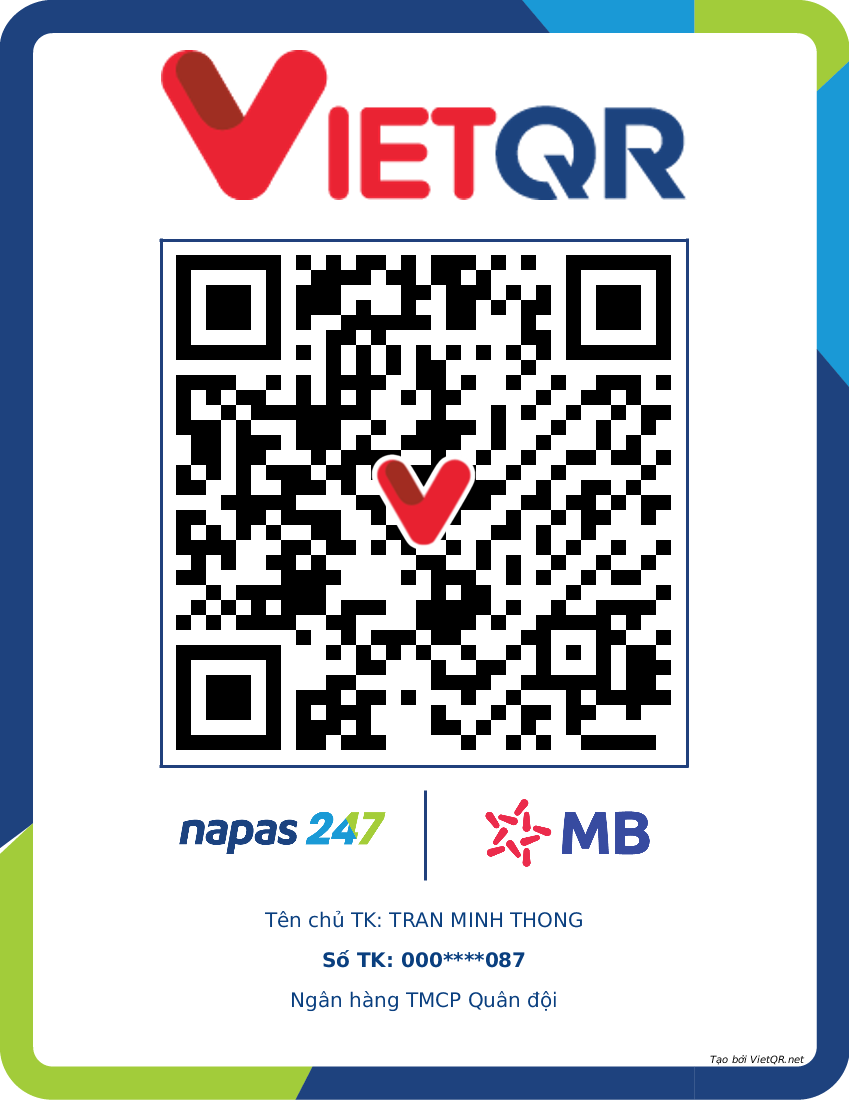 VIETQR
napas 247
MB
Tên chủ TK: TRAN MINH THONG
Số TK: 000****087
Ngân hàng TMCP Quân đội
Tạo bởi VietQR.net